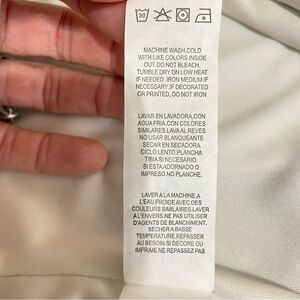 30
MACHINE WASH,COLD
WITH LIKE COLORS INSIDE
OUT,DO NOT BLEACH.
TUMBLE DRY ON LOW HEAT
IF NEEDED .IRON MEDIUM IF
NECESSARY.IF DECORATED
OR PRINTED, DO NOT IRON
LAVAR EN LAVADORA,CON
AGUA FRIA.CON COLORES
SIMILARES.LAVA AL REVES
NO USAR BLANQUEANTE
SECAR EN SECADORA
CICLO LENTO,PLANCHA
TIBIA SI NECESARIO.
SI ESTA ADORNADO O
IMPRESO NO PLANCHE.
LAVER A LA MACHINE.A
L'EAU FROIDE AVEC DES
COULEURS SIMILAIRES.LAVER
A L'ENVERS NE PAS UTILISER
D'AGENTS DE BLANCHIMENT.
SECHER A BASSE
TEMPERATURE.REPASSER
AU BESOIN.SI DECORE OU
IMPRIME NE REPASSEZ PAS